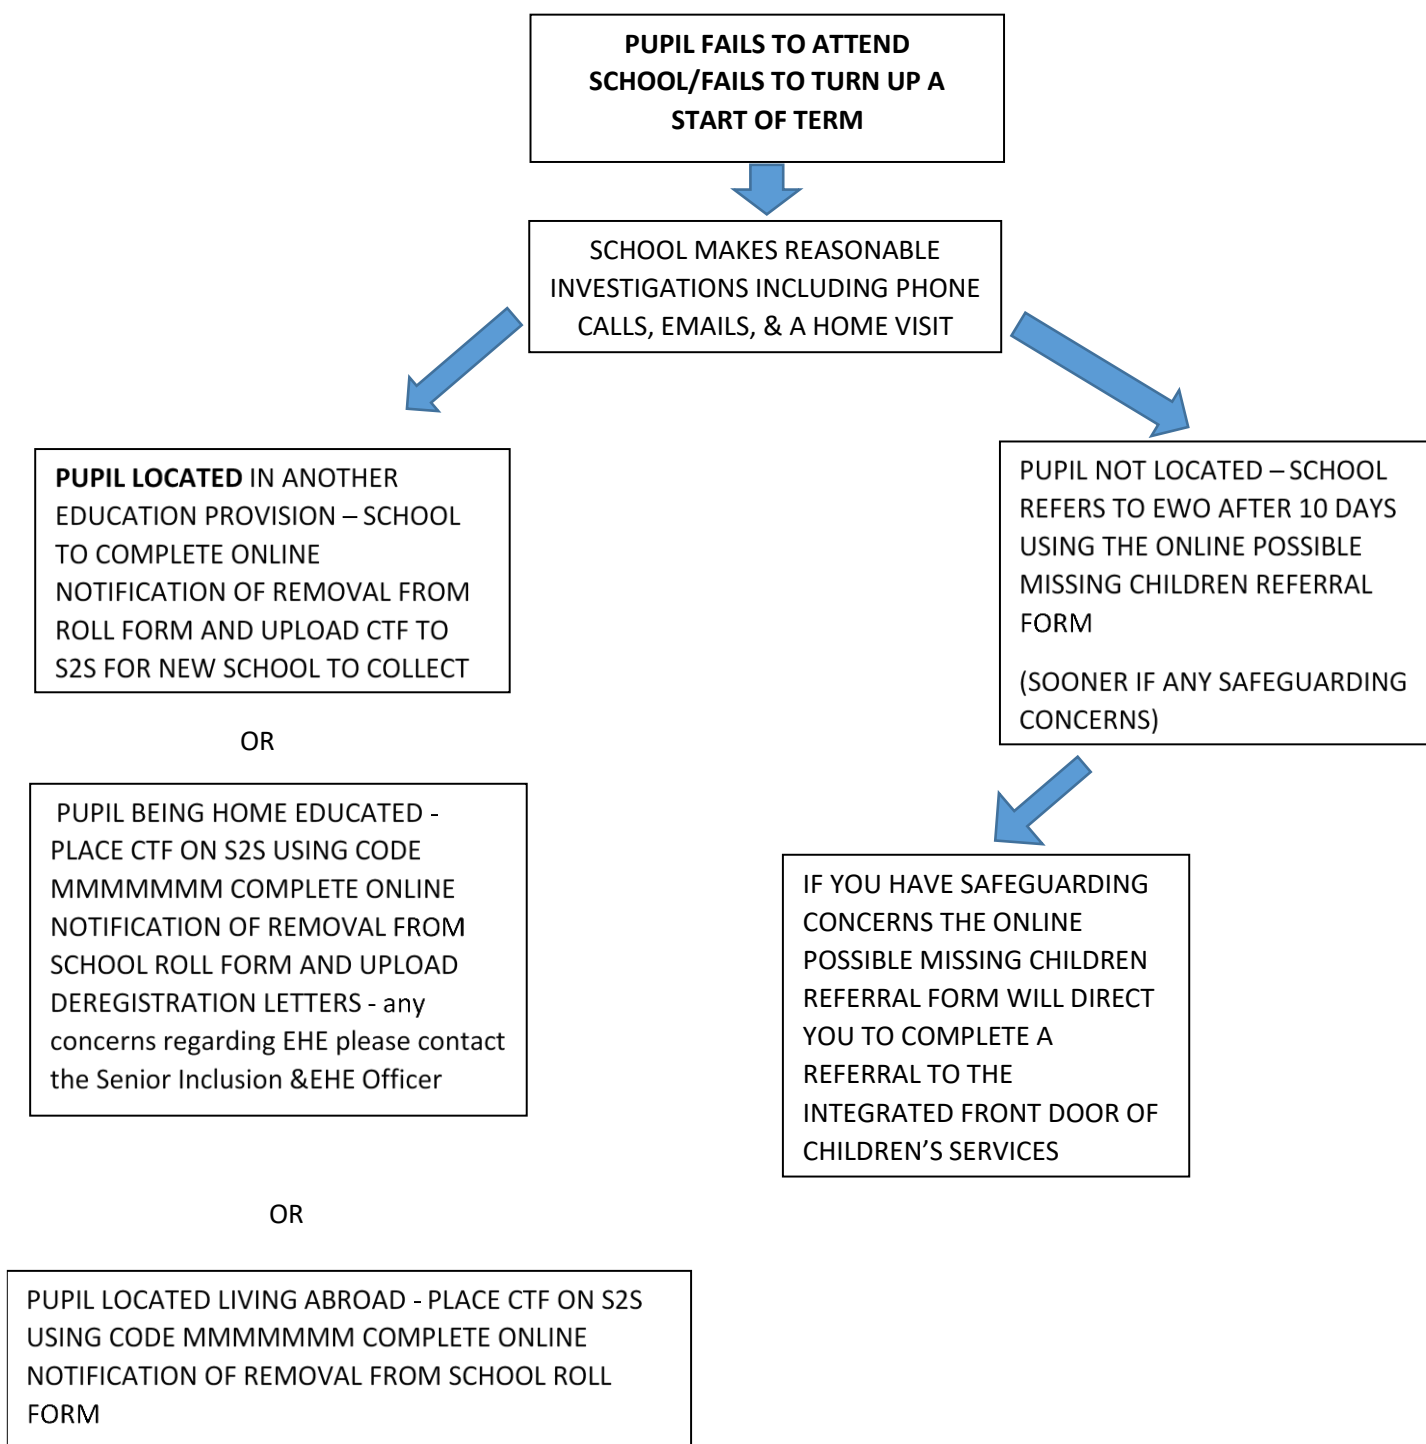 PUPIL FAILS TO ATTEND
SCHOOL/FAILS TO TURN UP A
START OF TERM
SCHOOL MAKES REASONABLE
INVESTIGATIONS INCLUDING PHONE
CALLS, EMAILS, & A HOME VISIT
PUPIL LOCATED IN ANOTHER
EDUCATION PROVISION – SCHOOL
TO COMPLETE ONLINE
NOTIFICATION OF REMOVAL FROM
ROLL FORM AND UPLOAD CTF TO
S2S FOR NEW SCHOOL TO COLLECT
OR
PUPIL BEING HOME EDUCATED -
PLACE CTF ON S2S USING CODE
MMMMMMM COMPLETE ONLINE
NOTIFICATION OF REMOVAL FROM
SCHOOL ROLL FORM AND UPLOAD
DEREGISTRATION LETTERS - any
concerns regarding EHE please contact
the Senior Inclusion &EHE Officer
OR
PUPIL LOCATED LIVING ABROAD - PLACE CTF ON S2S
USING CODE MMMMMMM COMPLETE ONLINE
NOTIFICATION OF REMOVAL FROM SCHOOL ROLL
FORM
PUPIL NOT LOCATED – SCHOOL
REFERS TO EWO AFTER 10 DAYS
USING THE ONLINE POSSIBLE
MISSING CHILDREN REFERRAL
FORM
(SOONER IF ANY SAFEGUARDING
CONCERNS)
IF YOU HAVE SAFEGUARDING
CONCERNS THE ONLINE
POSSIBLE MISSING CHILDREN
REFERRAL FORM WILL DIRECT
YOU TO COMPLETE A
REFERRAL TO THE
INTEGRATED FRONT DOOR OF
CHILDREN’S SERVICES